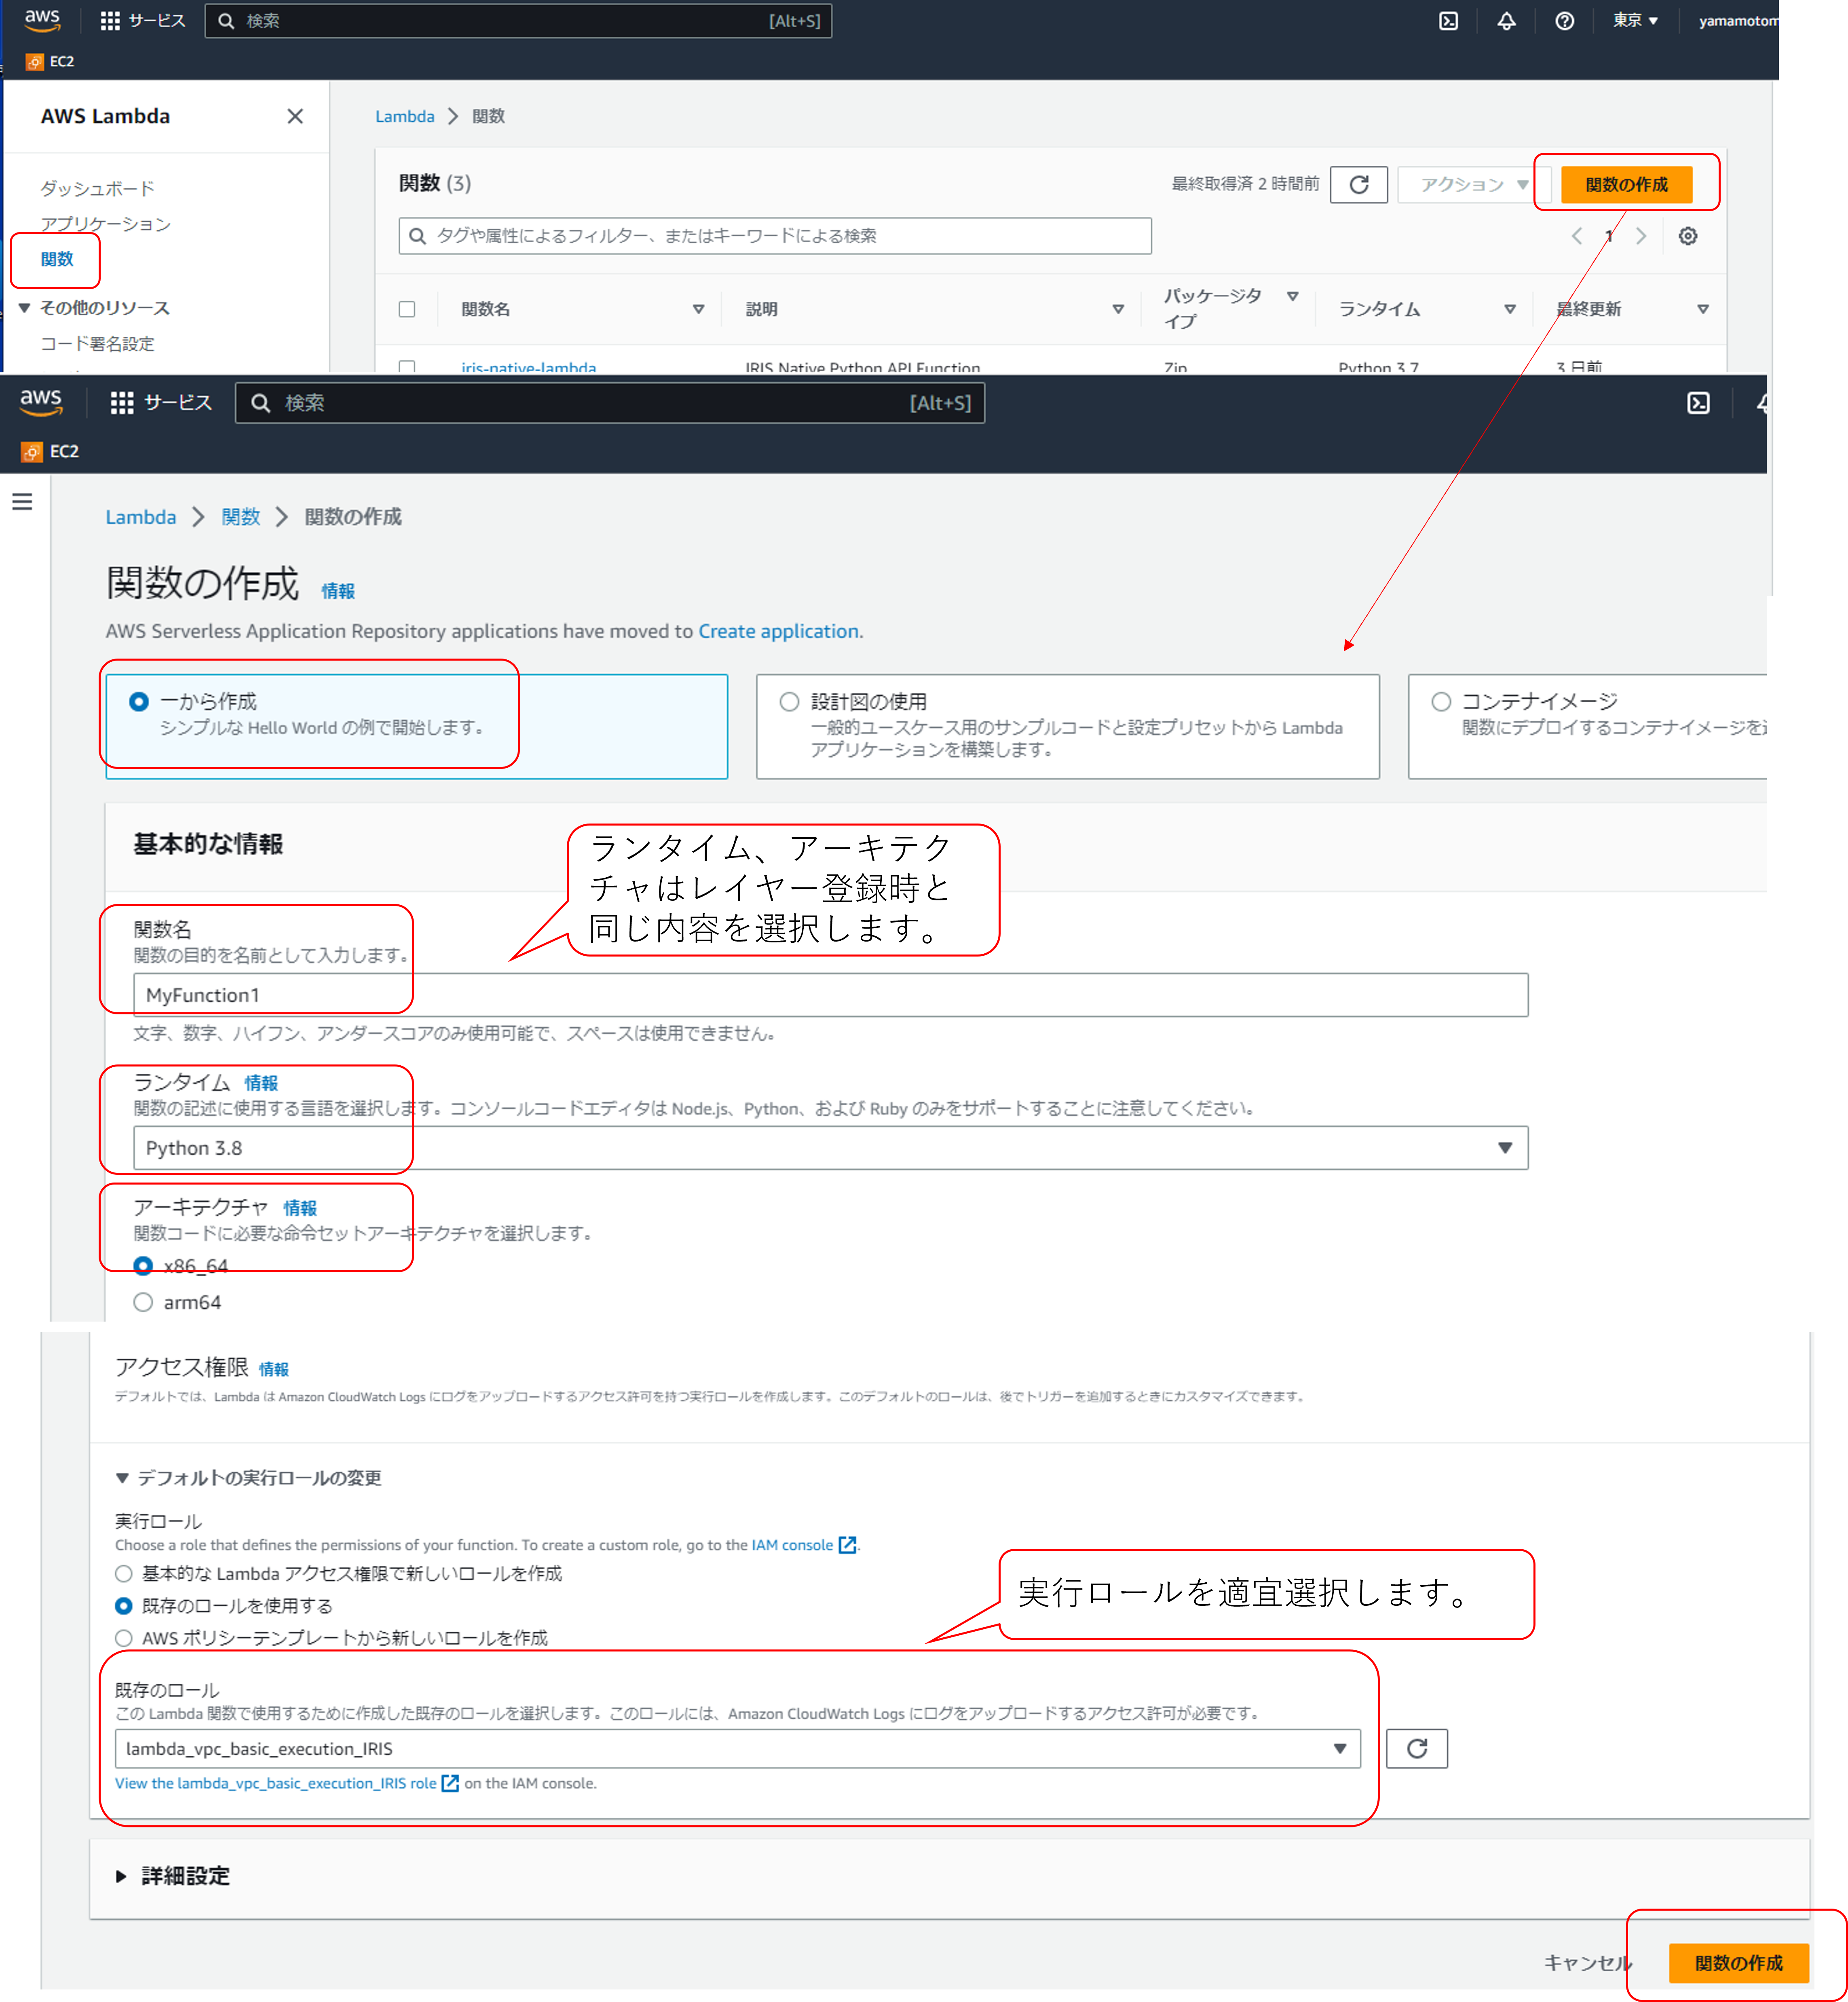 aws サービス 検索 [Alt+S] 東京 ▼
EC2
AWS Lambda
ダッシュボード
アプリケーション
関数
▼ その他のリソース
コード署名設定
Lambda > 関数
関数 (3)
最終取得済 2 時間前
アクション ▼
関数の作成
タグや属性によるフィルター、またはキーワードによる検索
1
関数名 説明 パッケージタイプ ランタイム 最終更新
iris-native-lambda IRIS Native Python API Function Zip Python 3.7 3 日前
aws サービス 検索 [Alt+S]
EC2
Lambda > 関数 > 関数の作成
関数の作成 情報
AWS Serverless Application Repository applications have moved to Create application.
一から作成
シンプルな Hello World の例で開始します。
設計図の使用
一般的ユースケース用のサンプルコードと設定プリセットから Lambda
アプリケーションを構築します。
コンテナイメージ
関数にデプロイするコンテナイメージを
基本的な情報
ランタイム、アーキテク
チャはレイヤー登録時と
同じ内容を選択します。
関数名
関数の目的を名前として入力します。
MyFunction1
文字、数字、ハイフン、アンダースコアのみ使用可能で、スペースは使用できません。
ランタイム 情報
関数の記述に使用する言語を選択します。コンソールコードエディタは Node.js、Python、および Ruby のみをサポートすることに注意してください。
Python 3.8
アーキテクチャ 情報
関数コードに必要な命令セットアーキテクチャを選択します。
x86_64
arm64
アクセス権限 情報
デフォルトでは、Lambda は Amazon CloudWatch Logs にログをアップロードするアクセス許可を持つ実行ロールを作成します。このデフォルトのロールは、後でトリガーを追加するときにカスタマイズできます。
▼ デフォルトの実行ロールの変更
実行ロール
Choose a role that defines the permissions of your function. To create a custom role, go to the IAM console.
基本的な Lambda アクセス権限で新しいロールを作成
既存のロールを使用する
AWS ポリシーテンプレートから新しいロールを作成
実行ロールを適宜選択します。
既存のロール
この Lambda 関数で使用するために作成した既存のロールを選択します。このロールには、Amazon CloudWatch Logs にログをアップロードするアクセス許可が必要です。
lambda_vpc_basic_execution_IRIS
View the lambda_vpc_basic_execution_IRIS role on the IAM console.
▶ 詳細設定
キャンセル
関数の作成